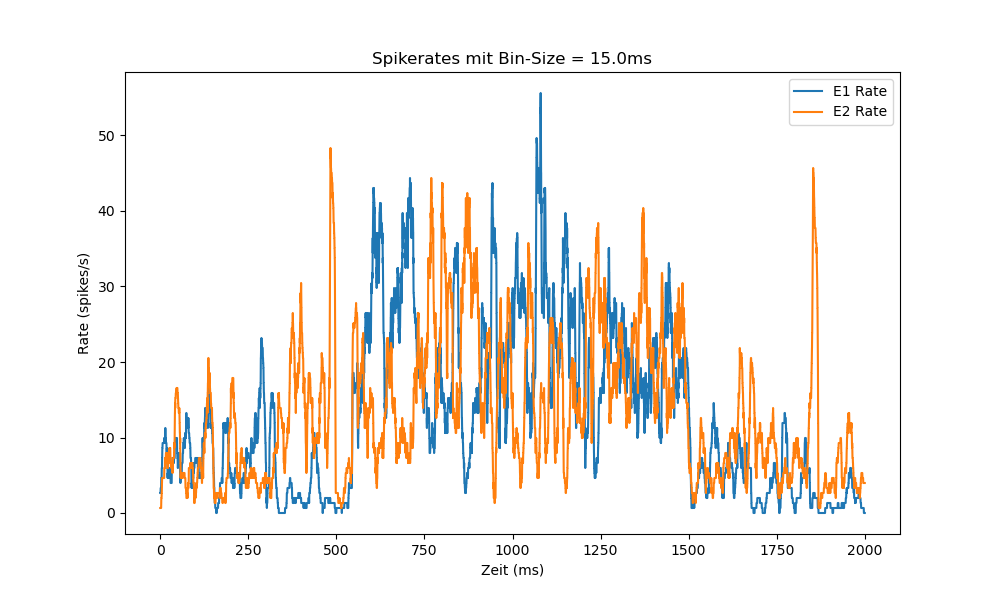 Spikerates mit Bin-Size = 15.0ms
E1 Rate
E2 Rate
Rate (spikes/s)
50
40
30
20
10
0
0 250 500 750 1000 1250 1500 1750 2000
Zeit (ms)